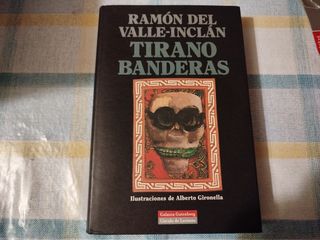 RAMÓN DEL
VALLE-INCLÁN
TIRANO
BANDERAS
Ilustraciones de Alberto Gironella
Galaxia Gutenberg
Círculo de Lectores